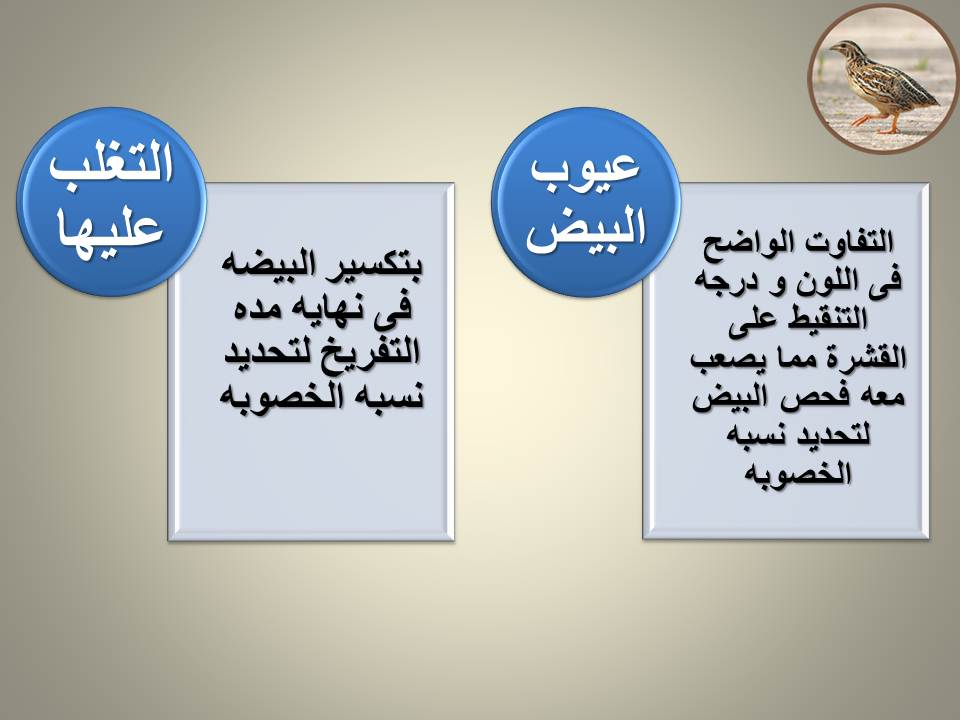 عيوب
البيض
التفاوت الواضح
فى اللون و درجه
التنقيط على
القشرة مما يصعب
معه فحص البيض
لتحديد نسبه
الخصوبه
التغلب
عليها
بتكسير البيضه
فى نهايه مده
التفريخ لتحديد
نسبه الخصوبه